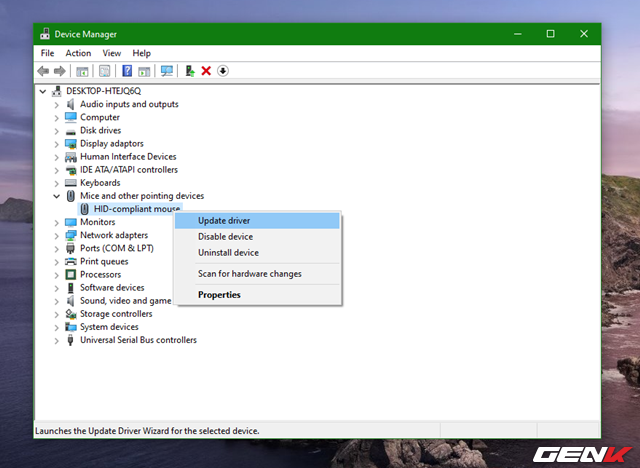 Device Manager
File Action View Help
DESKTOP-HTEJQ6Q
Audio inputs and outputs
Computer
Disk drives
Display adaptors
Human Interface Devices
IDE ATA/ATAPI controllers
Keyboards
Mice and other pointing devices
HID-compliant mouse
Update driver
Disable device
Uninstall device
Scan for hardware changes
Properties
Monitors
Network adapters
Ports (COM & LPT)
Print queues
Processors
Software devices
Sound, video and game
Storage controllers
System devices
Universal Serial Bus controllers
Launches the Update Driver Wizard for the selected device.
GENK